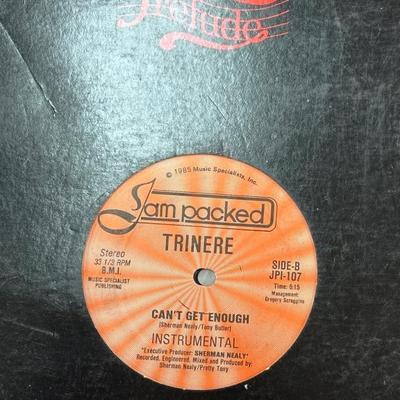 Prelude
© 1985 Music Specialists, Inc.
Jam packed
TRINERE
Stereo
33 1/3 RPM
B.M.I.
MUSIC SPECIALIST
PUBLISHING
SIDE-B
JPI-107
Time: 6:15
Management:
Gregory Scroggins
CAN'T GET ENOUGH
(Sherman Nealy/Tony Butler)
INSTRUMENTAL
"Executive Producer: SHERMAN NEALY"
Recorded, Engineered, Mixed and Produced by:
Sherman Nealy/Pretty Tony